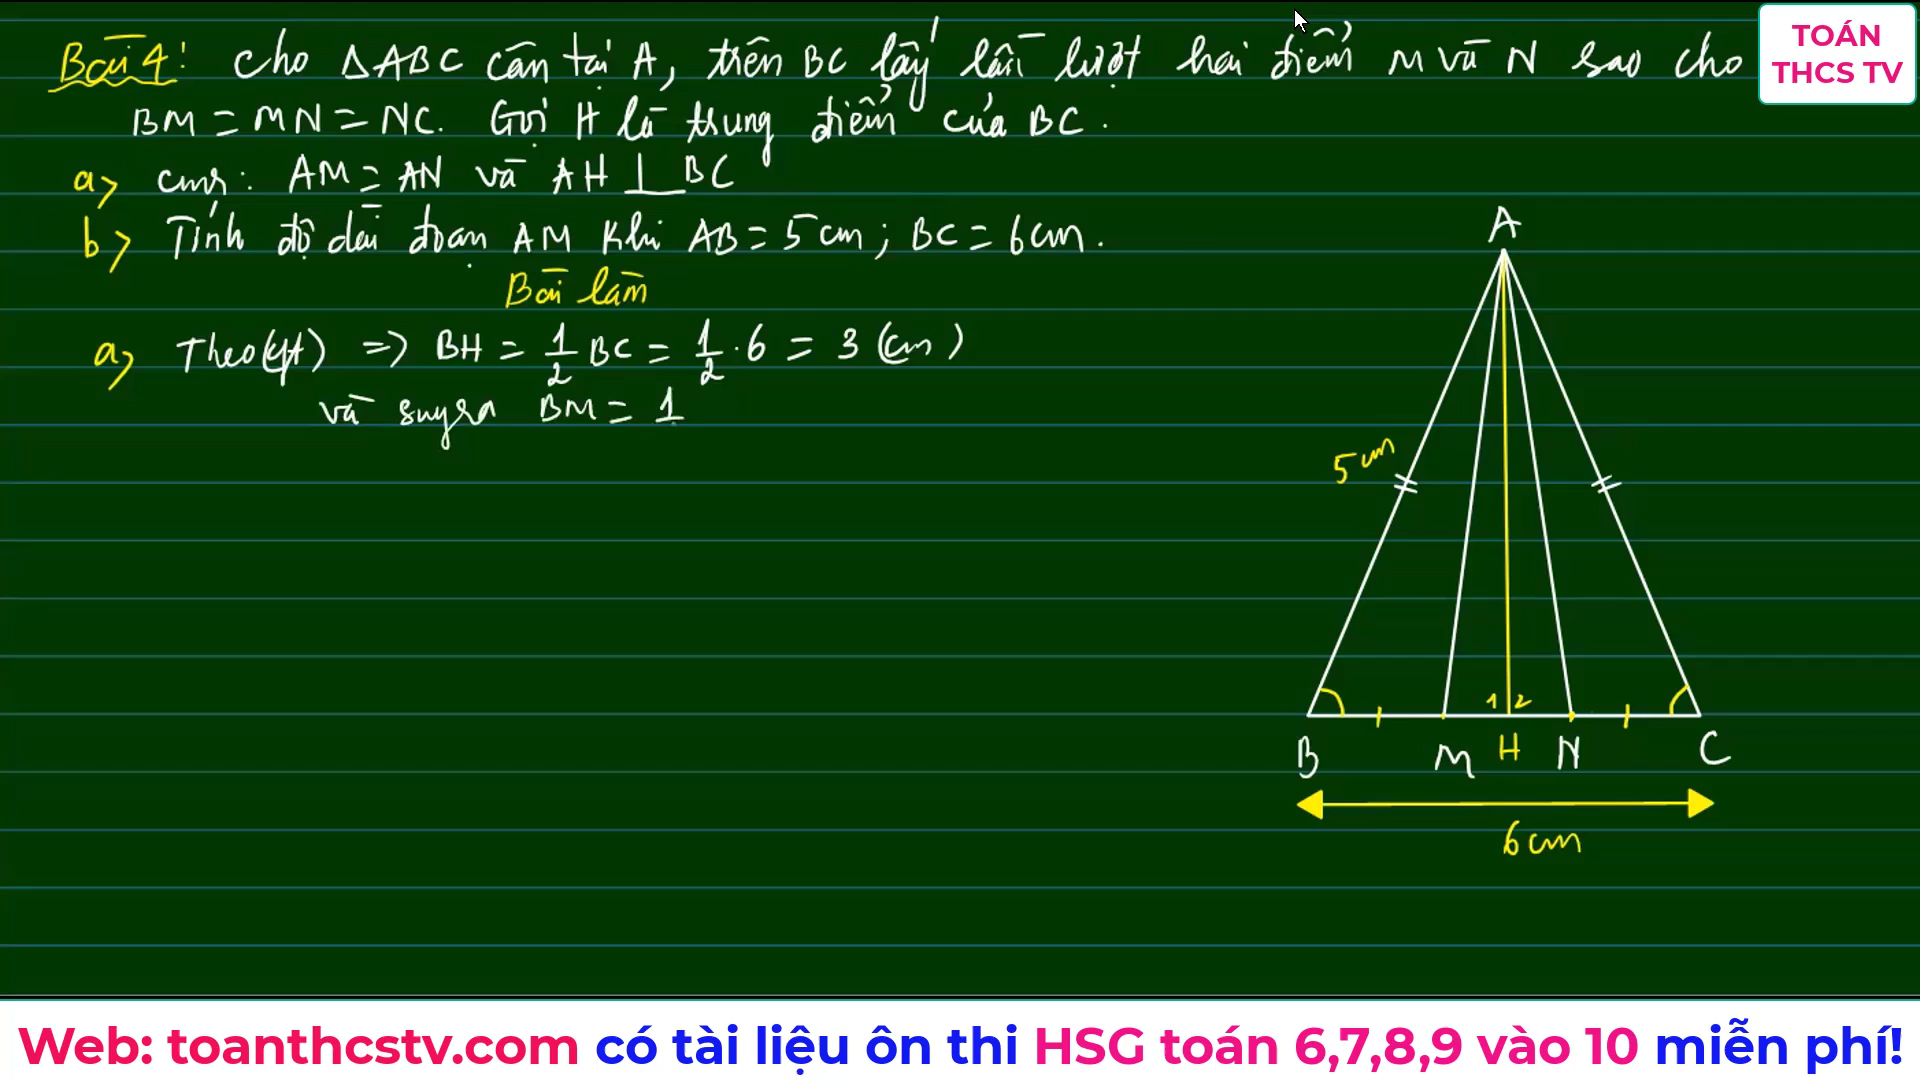 Bài 4: Cho ΔABC cân tại A, trên BC lấy lần lượt hai điểm M và N sao cho
BM = MN = NC. Gọi H là trung điểm của BC.
a> cmr: AM = AN và AH ⊥ BC
b> Tính độ dài đoạn AM khi AB = 5cm; BC = 6cm.
Bài làm
a> Theo (gt) => BH = 1/2 BC = 1/2 . 6 = 3 (cm)
và suy ra BM = 1
TOÁN
THCS TV
A
5cm
1 2
B M H N C
6cm
Web: toanthcstv.com có tài liệu ôn thi HSG toán 6,7,8,9 vào 10 miễn phí!